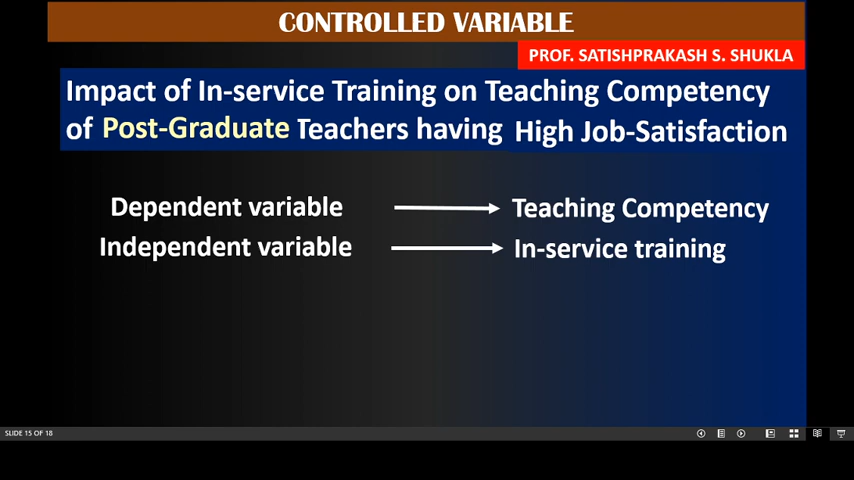 CONTROLLED VARIABLE
PROF. SATISHPRAKASH S. SHUKLA
Impact of In-service Training on Teaching Competency
of Post-Graduate Teachers having High Job-Satisfaction
Dependent variable Teaching Competency
Independent variable In-service training
SLIDE 15 OF 18